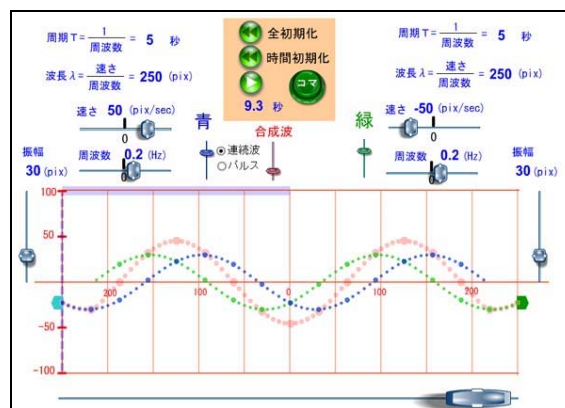 周期T=1/周波数= 5 秒
波長λ=速さ/周波数= 250 (pix)
速さ 50 (pix/sec)
0
青
周波数 0.2 (Hz)
0
振幅
30 (pix)
全初期化
時間初期化
コマ
9.3 秒
合成波
連続波
パルス
周期T=1/周波数= 5 秒
波長λ=速さ/周波数= 250 (pix)
速さ -50 (pix/sec)
0
緑
周波数 0.2 (Hz)
0
振幅
30 (pix)
100
50
200
100
0
100
200
-50
-100